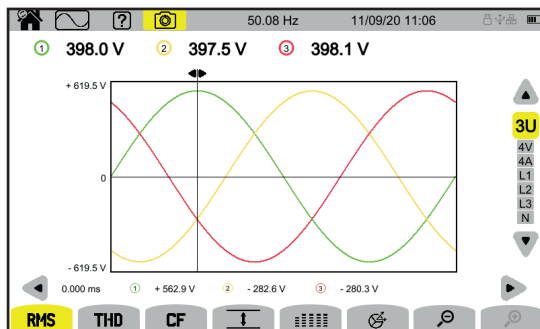 ? 50.08 Hz 11/09/20 11:06
1 398.0 V 2 397.5 V 3 398.1 V
+ 619.5 V
0
- 619.5 V
3U
4V
4A
L1
L2
L3
N
0.000 ms 1 + 562.9 V 2 - 282.6 V 3 - 280.3 V
RMS THD CF